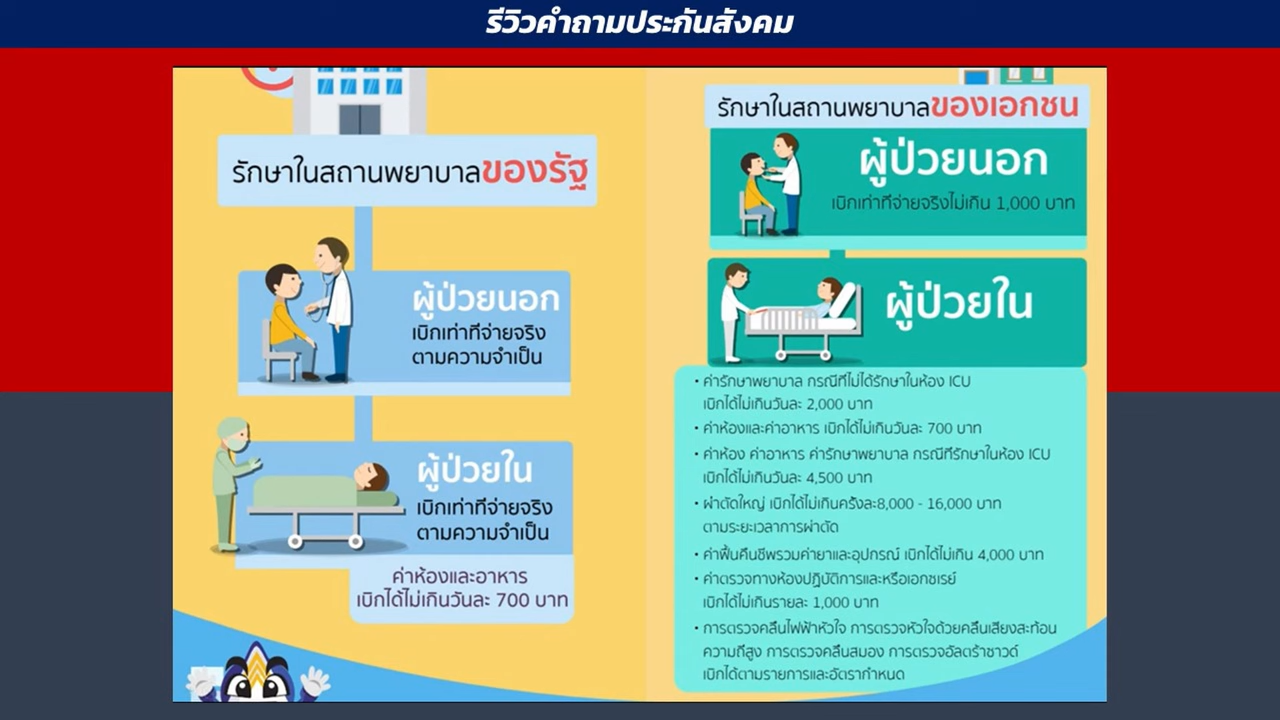 รีวิวคำถามประกันสังคม
รักษาในสถานพยาบาลของรัฐ
ผู้ป่วยนอก
เบิกเท่าที่จ่ายจริง
ตามความจำเป็น
ผู้ป่วยใน
เบิกเท่าที่จ่ายจริง
ตามความจำเป็น
ค่าห้องและอาหาร
เบิกได้ไม่เกินวันละ 700 บาท
รักษาในสถานพยาบาลของเอกชน
ผู้ป่วยนอก
เบิกเท่าที่จ่ายจริงไม่เกิน 1,000 บาท
ผู้ป่วยใน
• ค่ารักษาพยาบาล กรณีที่ไม่ได้รักษาในห้อง ICU
เบิกได้ไม่เกินวันละ 2,000 บาท
• ค่าห้องและค่าอาหาร เบิกได้ไม่เกินวันละ 700 บาท
• ค่าห้อง ค่าอาหาร ค่ารักษาพยาบาล กรณีที่รักษาในห้อง ICU
เบิกได้ไม่เกินวันละ 4,500 บาท
• ผ่าตัดใหญ่ เบิกได้ไม่เกินครั้งละ8,000 - 16,000 บาท
ตามระยะเวลาการผ่าตัด
• ค่าฟื้นคืนชีพรวมค่ายาและอุปกรณ์ เบิกได้ไม่เกิน 4,000 บาท
• ค่าตรวจทางห้องปฏิบัติการและหรือเอกซเรย์
เบิกได้ไม่เกินรายละ 1,000 บาท
• การตรวจคลื่นไฟฟ้าหัวใจ การตรวจหัวใจด้วยคลื่นเสียงสะท้อน
ความถี่สูง การตรวจคลื่นสมอง การตรวจอัลตร้าซาวด์
เบิกได้ตามรายการและอัตรากำหนด